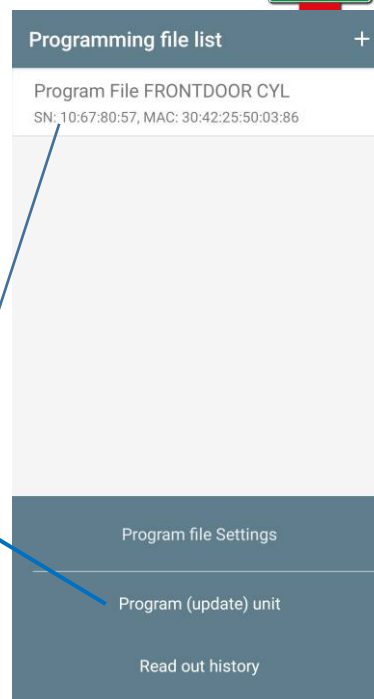 Programming file list +
Program File FRONTDOOR CYL
SN: 10:67:80:57, MAC: 30:42:25:50:03:86
Program file Settings
Program (update) unit
Read out history